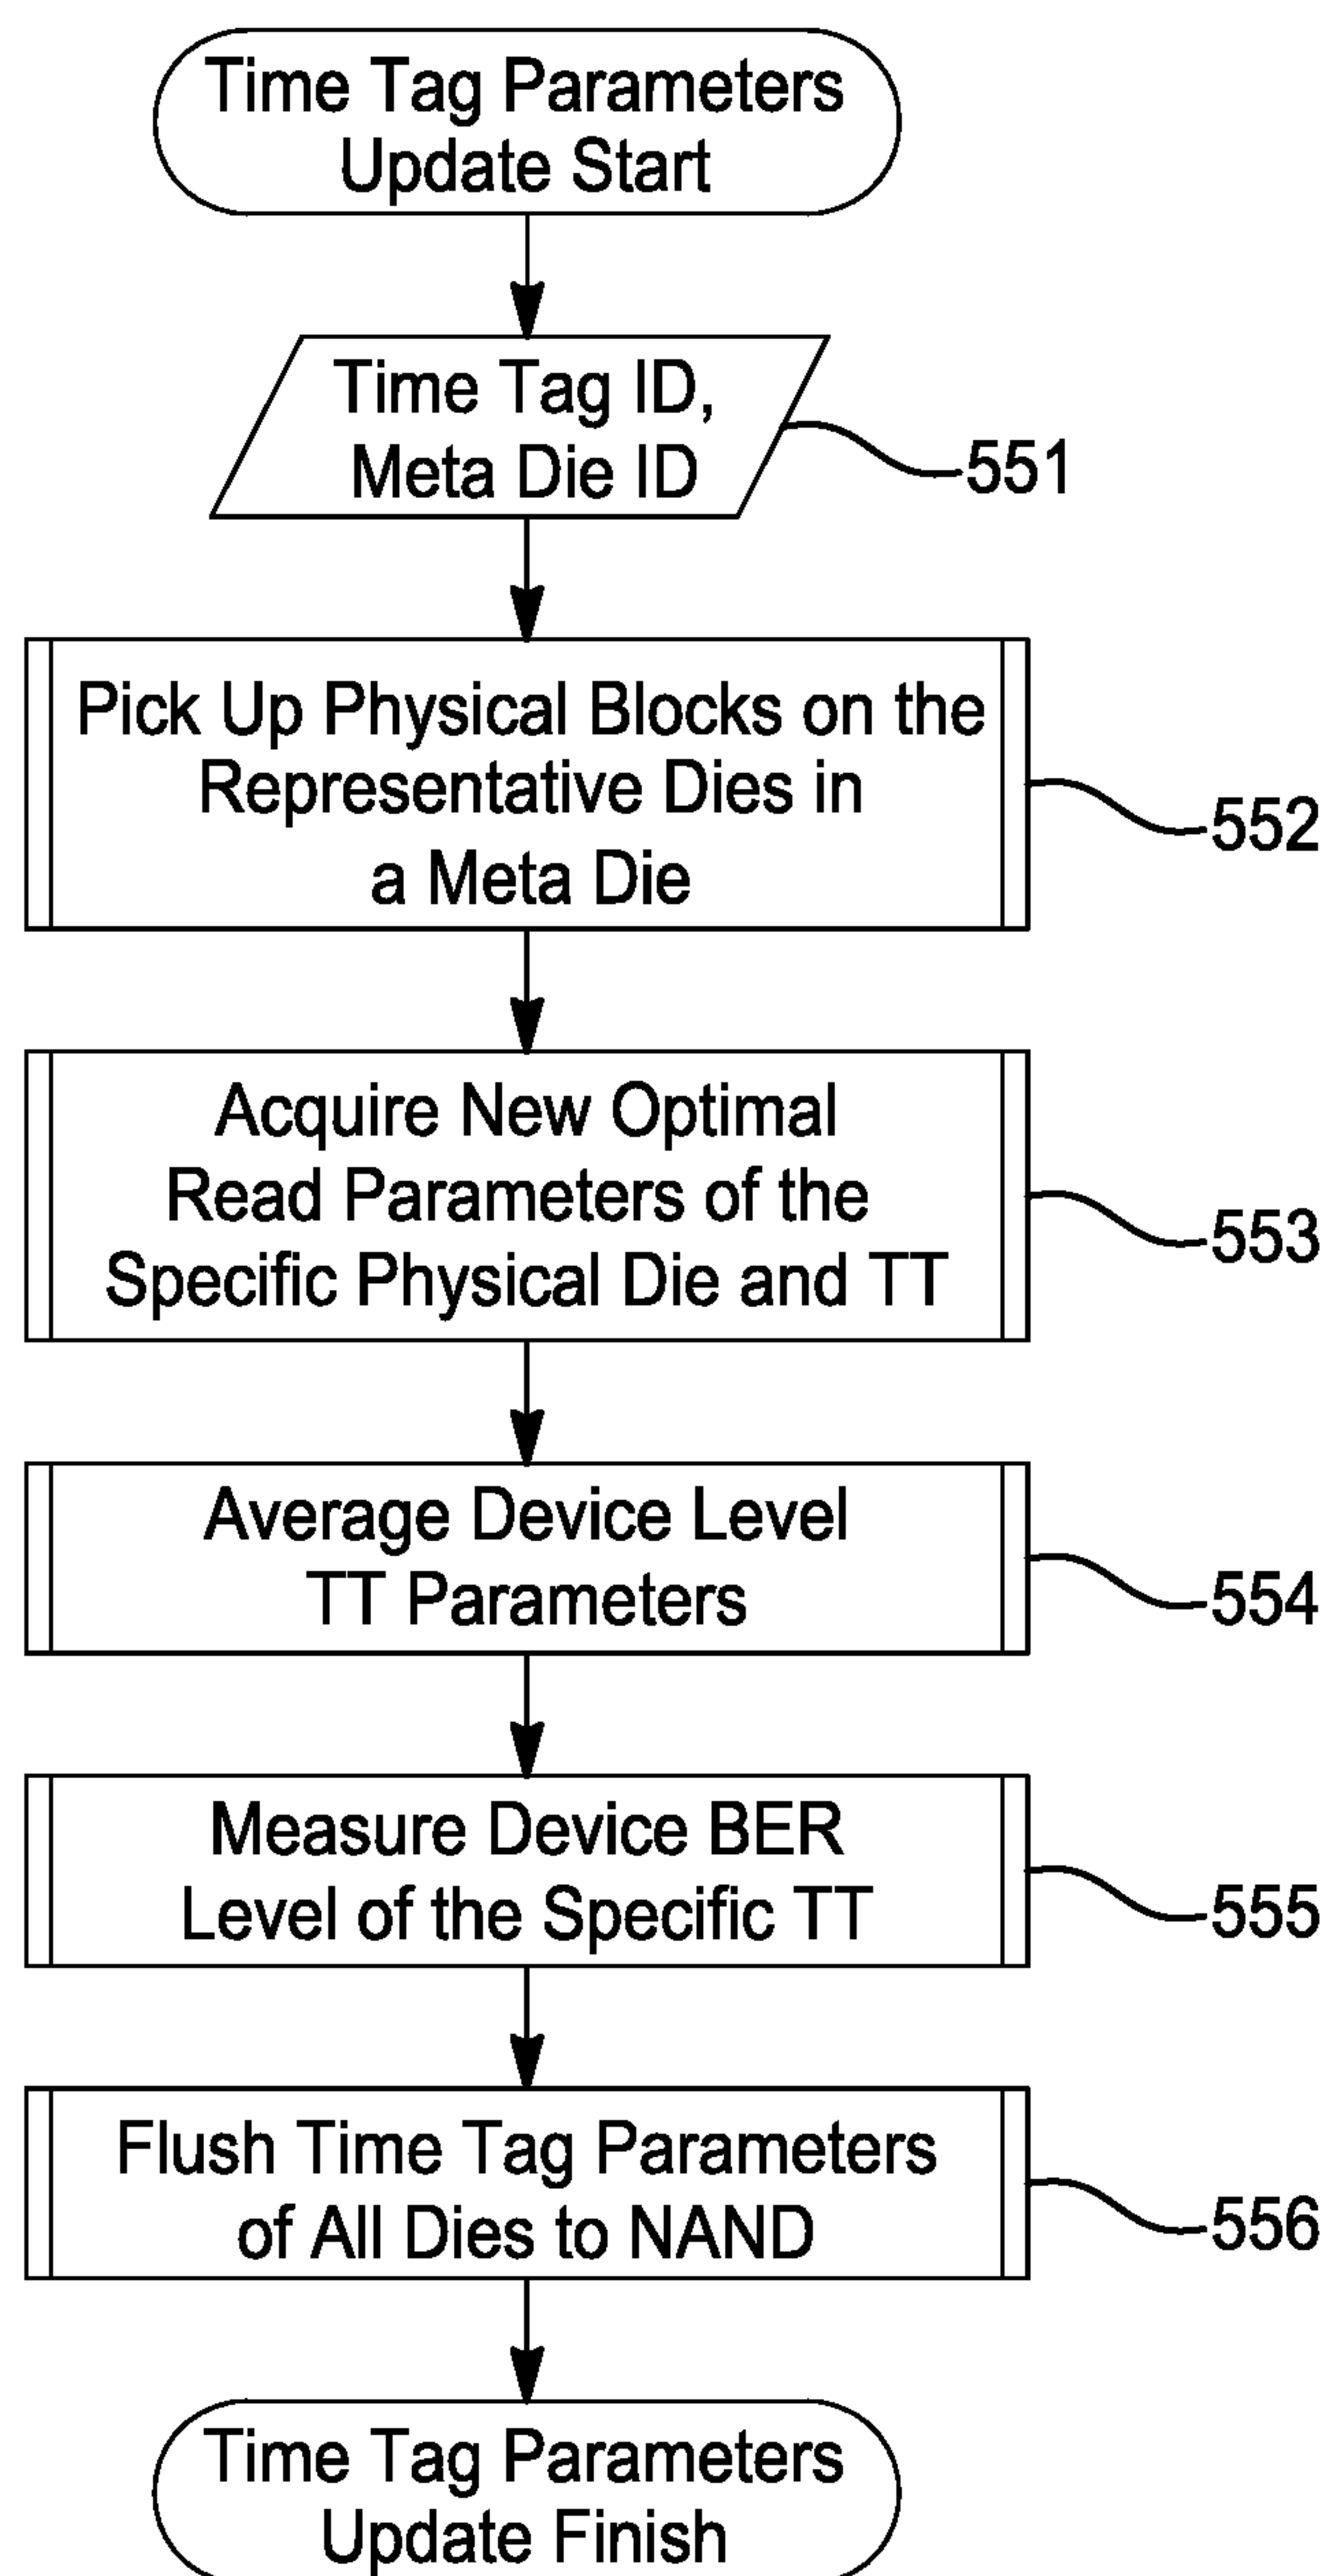 Time Tag Parameters
Update Start
Time Tag ID,
Meta Die ID
551
Pick Up Physical Blocks on the
Representative Dies in
a Meta Die
552
Acquire New Optimal
Read Parameters of the
Specific Physical Die and TT
553
Average Device Level
TT Parameters
554
Measure Device BER
Level of the Specific TT
555
Flush Time Tag Parameters
of All Dies to NAND
556
Time Tag Parameters
Update Finish